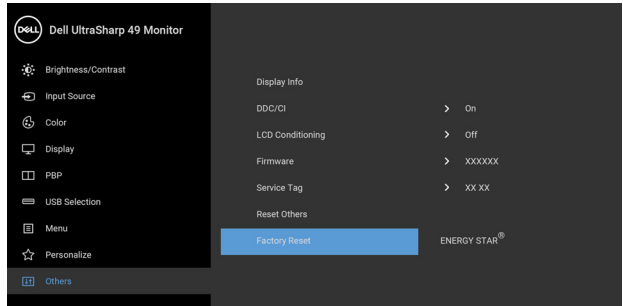 DELL Dell UltraSharp 49 Monitor
Brightness/Contrast
Input Source
Color
Display
PBP
USB Selection
Menu
Personalize
Others
Display Info
DDC/CI > On
LCD Conditioning > Off
Firmware > XXXXXX
Service Tag > XX XX
Reset Others
Factory Reset ENERGY STAR®